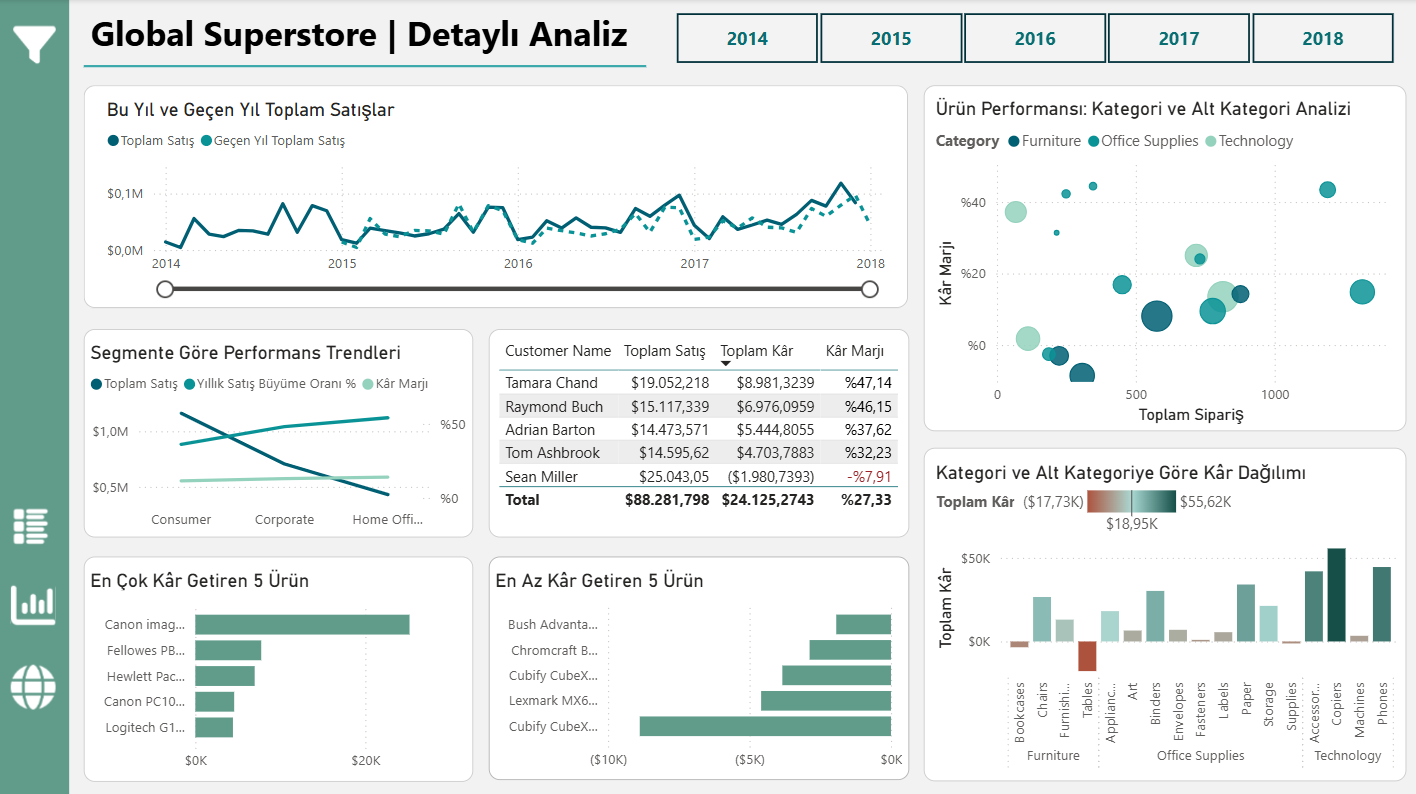 Global Superstore | Detaylı Analiz
2014 2015 2016 2017 2018
Bu Yıl ve Geçen Yıl Toplam Satışlar
Toplam Satış Geçen Yıl Toplam Satış
$0,1M
$0,0M
2014 2015 2016 2017 2018
Ürün Performansı: Kategori ve Alt Kategori Analizi
Category Furniture Office Supplies Technology
Kâr Marjı
%40
%20
%0
0 500 1000
Toplam Sipariş
Segmente Göre Performans Trendleri
Toplam Satış Yıllık Satış Büyüme Oranı % Kâr Marjı
$1,0M %50
$0,5M %0
Consumer Corporate Home Offi...
Customer Name Toplam Satış Toplam Kâr Kâr Marjı
Tamara Chand $19.052,218 $8.981,3239 %47,14
Raymond Buch $15.117,339 $6.976,0959 %46,15
Adrian Barton $14.473,571 $5.444,8055 %37,62
Tom Ashbrook $14.595,62 $4.703,7883 %32,23
Sean Miller $25.043,05 ($1.980,7393) -%7,91
Total $88.281,798 $24.125,2743 %27,33
Kategori ve Alt Kategoriye Göre Kâr Dağılımı
Toplam Kâr ($17,73K) $55,62K
$18,95K
Toplam Kâr
$50K
$0K
Bookcases
Chairs
Furnishi...
Tables
Applianc...
Art
Binders
Envelopes
Fasteners
Labels
Paper
Storage
Supplies
Accessor...
Copiers
Machines
Phones
Furniture Office Supplies Technology
En Çok Kâr Getiren 5 Ürün
Canon imag...
Fellowes PB...
Hewlett Pac...
Canon PC10...
Logitech G1...
$0K $20K
En Az Kâr Getiren 5 Ürün
Bush Advanta...
Chromcraft B...
Cubify CubeX...
Lexmark MX6...
Cubify CubeX...
($10K) ($5K) $0K